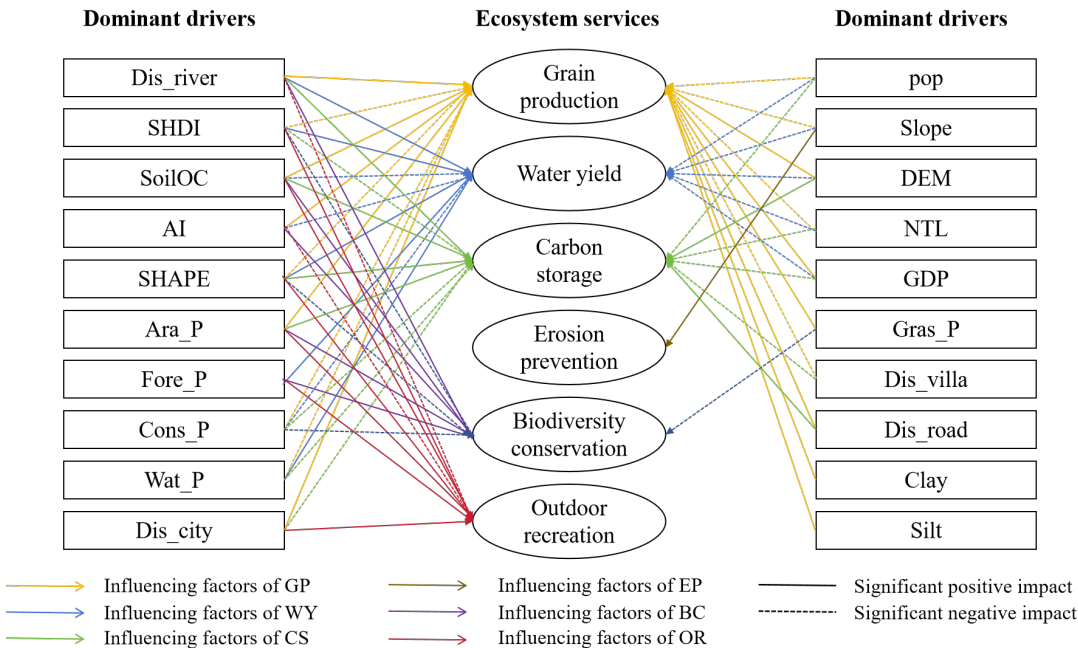 Dominant drivers
Ecosystem services
Dominant drivers
Dis_river
SHDI
SoilOC
AI
SHAPE
Ara_P
Fore_P
Cons_P
Wat_P
Dis_city
Grain
production
Water yield
Carbon
storage
Erosion
prevention
Biodiversity
conservation
Outdoor
recreation
pop
Slope
DEM
NTL
GDP
Gras_P
Dis_villa
Dis_road
Clay
Silt
Influencing factors of GP
Influencing factors of WY
Influencing factors of CS
Influencing factors of EP
Influencing factors of BC
Influencing factors of OR
Significant positive impact
Significant negative impact